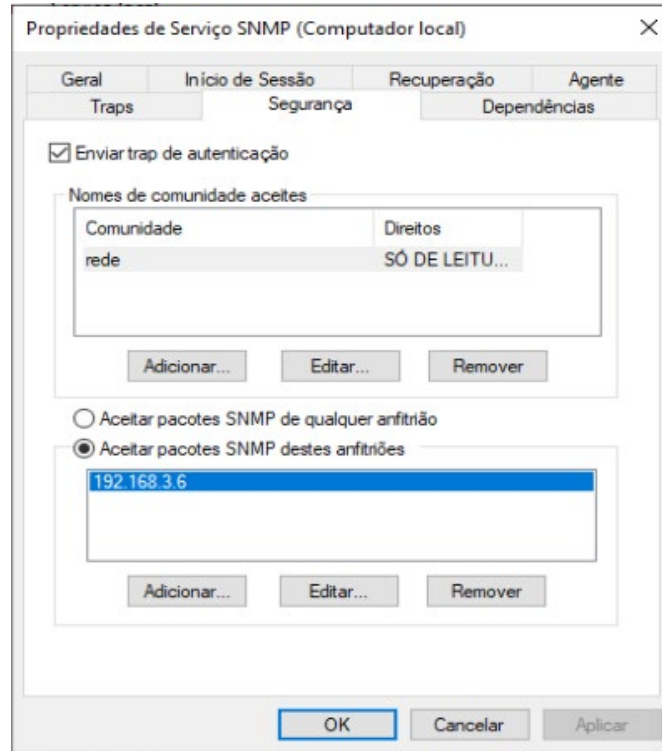 Propriedades de Serviço SNMP (Computador local)
Geral Início de Sessão Recuperação Agente
Traps Segurança Dependências
Enviar trap de autenticação
Nomes de comunidade aceites
Comunidade Direitos
rede SÓ DE LEITU...
Adicionar... Editar... Remover
Aceitar pacotes SNMP de qualquer anfitrião
Aceitar pacotes SNMP destes anfitriões
192.168.3.6
Adicionar... Editar... Remover
OK Cancelar Aplicar